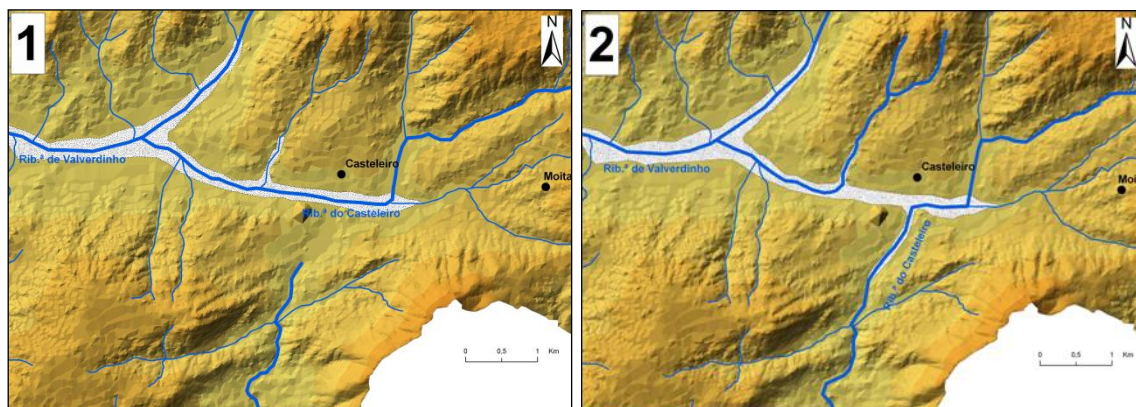 1
N
Rib.ª de Valverdinho
Casteleiro
Moita
Rib.ª do Casteleiro
0 0,5 1 Km
2
N
Rib.ª de Valverdinho
Casteleiro
Moi
Rib.ª do Casteleiro
0 0,5 1 Km